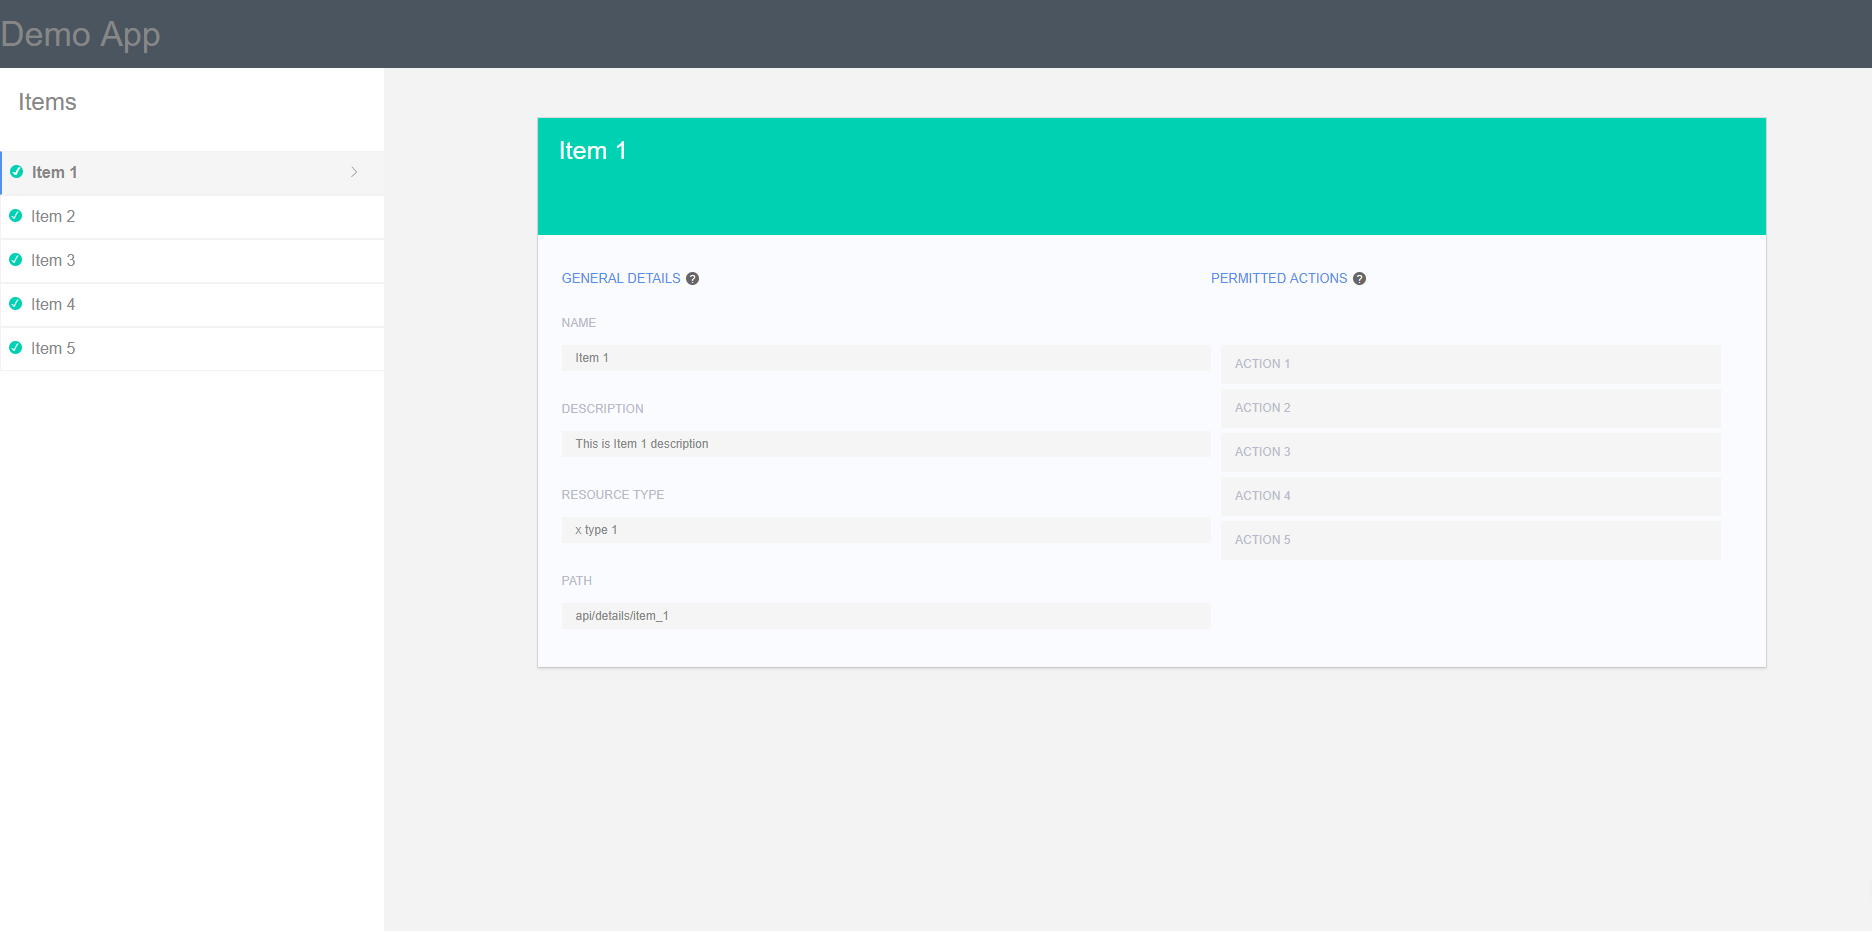 Demo App
Items
Item 1
Item 2
Item 3
Item 4
Item 5
Item 1
GENERAL DETAILS ?
NAME
Item 1
DESCRIPTION
This is Item 1 description
RESOURCE TYPE
x type 1
PATH
api/details/item_1
PERMITTED ACTIONS ?
ACTION 1
ACTION 2
ACTION 3
ACTION 4
ACTION 5